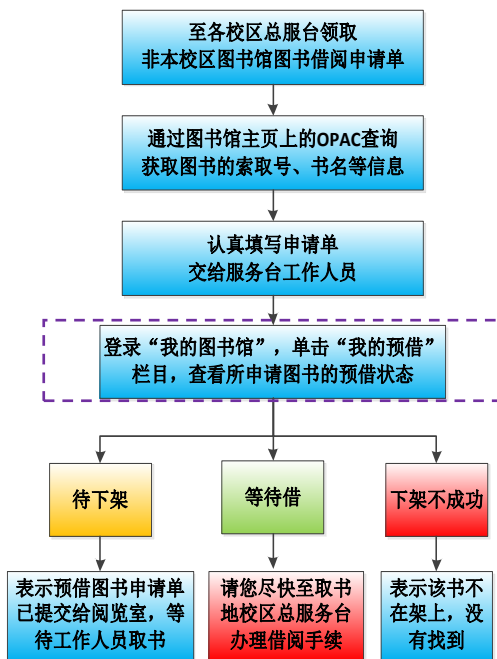 至各校区总服台领取
非本校区图书馆图书借阅申请单
通过图书馆主页上的OPAC查询
获取图书的索取号、书名等信息
认真填写申请单
交给服务台工作人员
登录“我的图书馆”，单击“我的预借”
栏目，查看所申请图书的预借状态
待下架
等待借
下架不成功
表示预借图书申请单
已提交给阅览室，等
待工作人员取书
请您尽快至取书
地校区总服务台
办理借阅手续
表示该书不
在架上，没
有找到